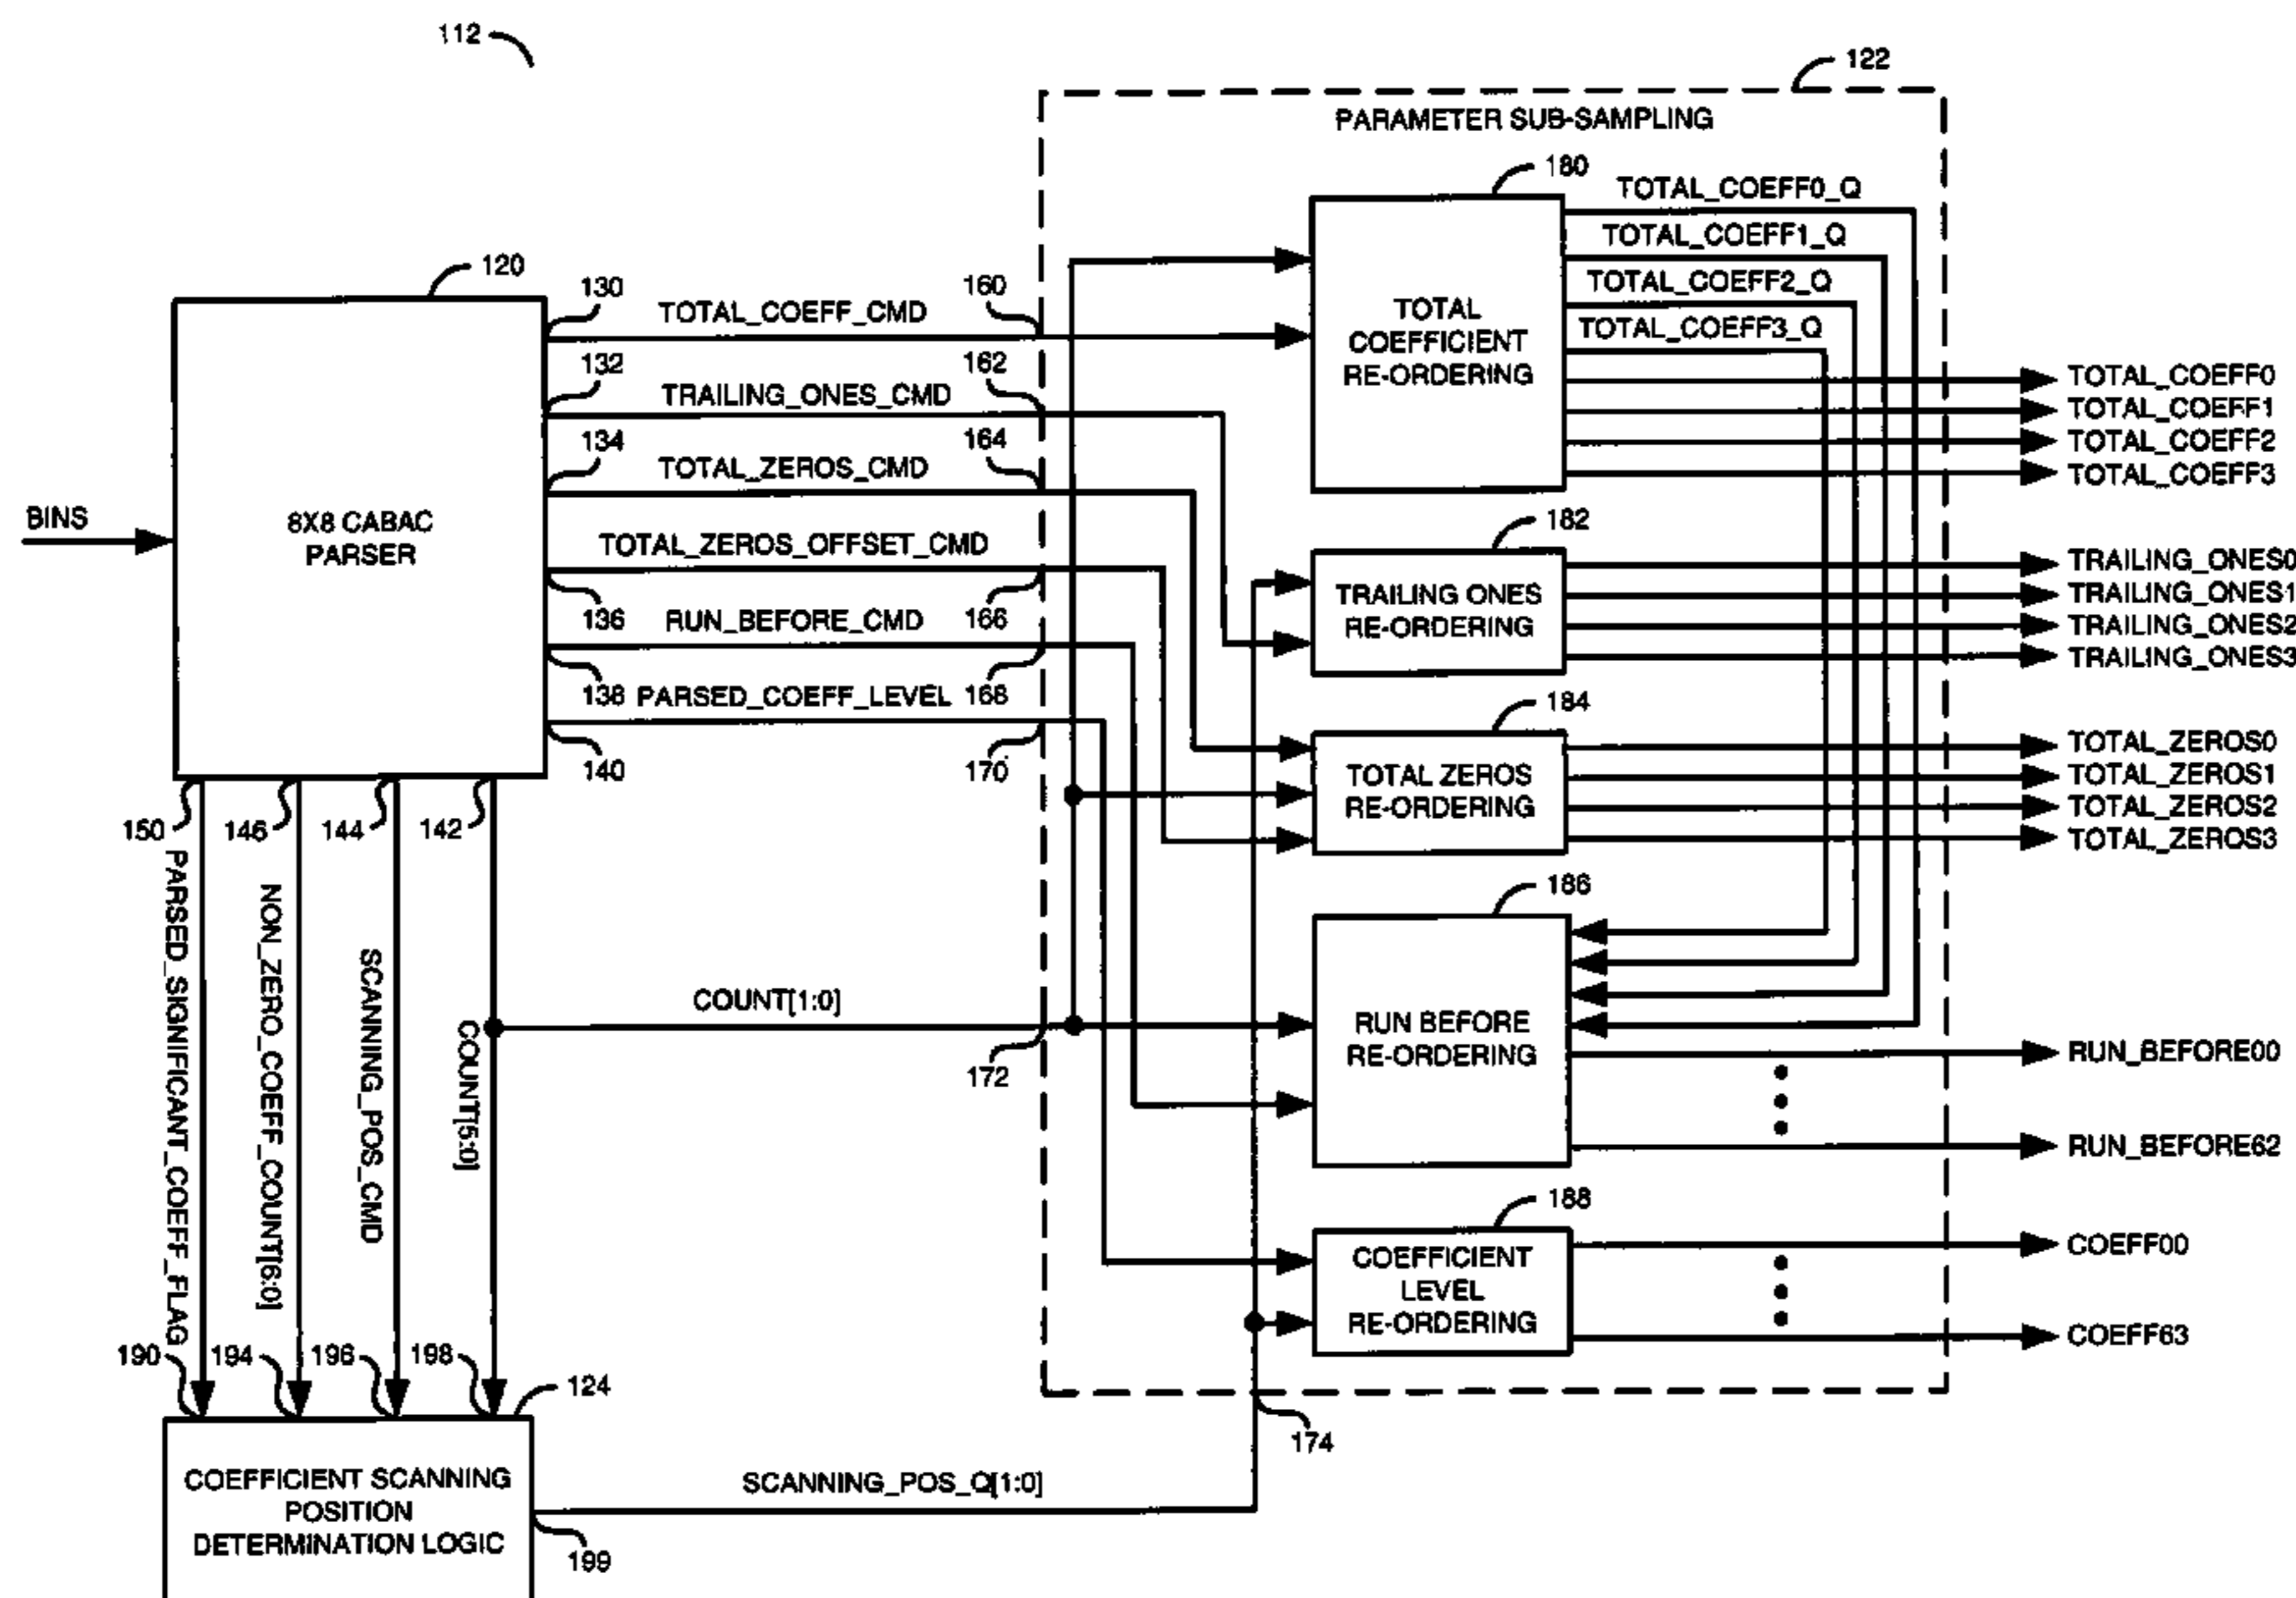 112
122
PARAMETER SUB-SAMPLING
180
TOTAL_COEFF0_Q
TOTAL_COEFF1_Q
TOTAL_COEFF2_Q
TOTAL_COEFF3_Q
TOTAL
COEFFICIENT
RE-ORDERING
TOTAL_COEFF0
TOTAL_COEFF1
TOTAL_COEFF2
TOTAL_COEFF3
120
130
TOTAL_COEFF_CMD
160
132
TRAILING_ONES_CMD
162
134
TOTAL_ZEROS_CMD
164
BINS
8X8 CABAC
PARSER
TOTAL_ZEROS_OFFSET_CMD
136
RUN_BEFORE_CMD
166
138
PARSED_COEFF_LEVEL
168
140
170
182
TRAILING ONES
RE-ORDERING
TRAILING_ONES0
TRAILING_ONES1
TRAILING_ONES2
TRAILING_ONES3
184
TOTAL ZEROS
RE-ORDERING
TOTAL_ZEROS0
TOTAL_ZEROS1
TOTAL_ZEROS2
TOTAL_ZEROS3
150
146
144
142
PARSED_SIGNIFICANT_COEFF_FLAG
NON_ZERO_COEFF_COUNT[6:0]
SCANNING_POS_CMD
COUNT[5:0]
COUNT[1:0]
172
186
RUN BEFORE
RE-ORDERING
RUN_BEFORE00
RUN_BEFORE62
188
COEFFICIENT
LEVEL
RE-ORDERING
COEFF00
COEFF63
190
194
196
198
124
174
COEFFICIENT SCANNING
POSITION
DETERMINATION LOGIC
SCANNING_POS_Q[1:0]
199